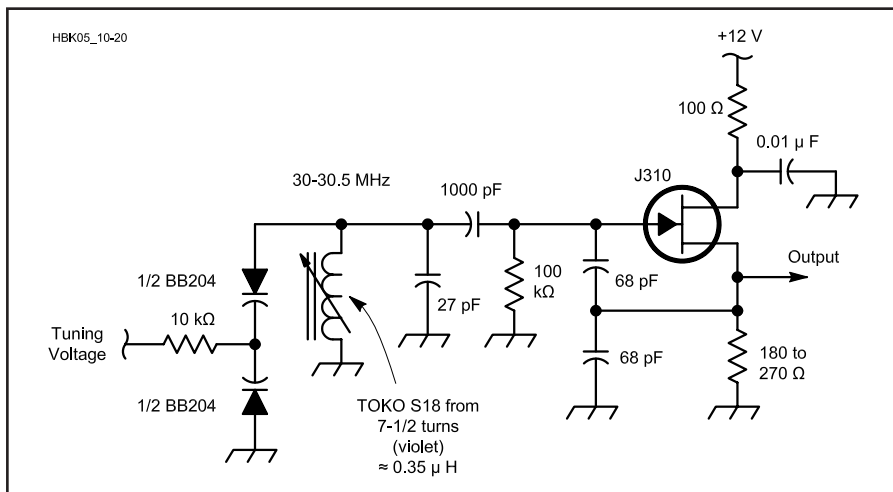 HBK05_10-20
+12 V
100 Ω
0.01 µ F
J310
30-30.5 MHz
1000 pF
1/2 BB204
10 kΩ
Tuning
Voltage
1/2 BB204
27 pF
100
kΩ
68 pF
68 pF
Output
180 to
270 Ω
TOKO S18 from
7-1/2 turns
(violet)
≈ 0.35 µ H